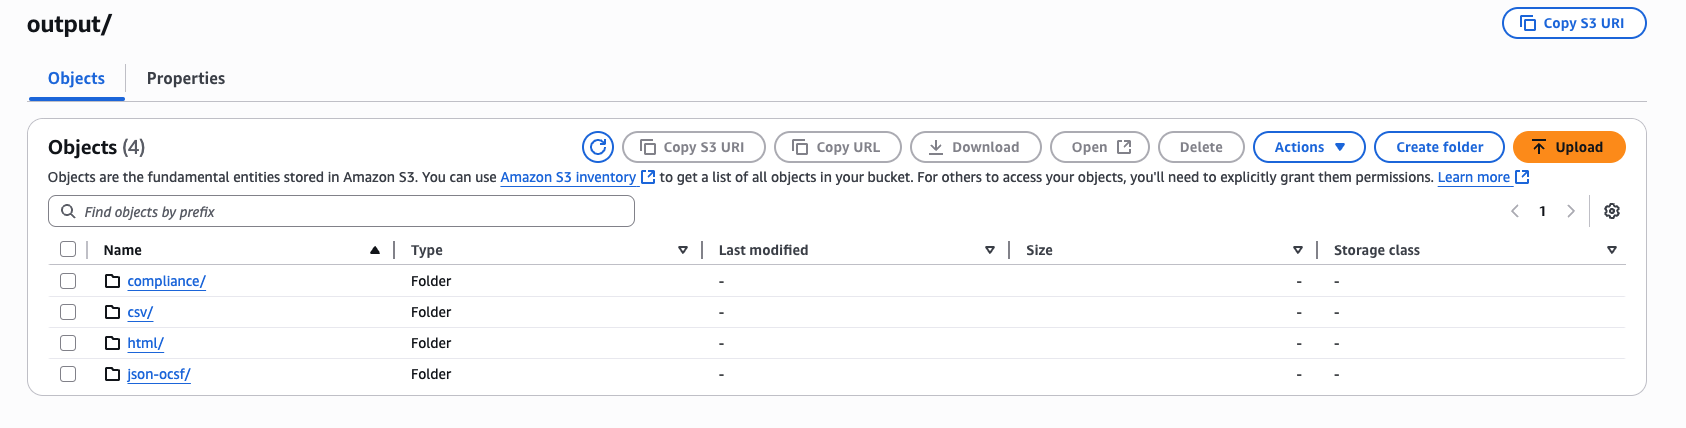 output/
Copy S3 URI
Objects
Properties
Objects (4)
Copy S3 URI
Copy URL
Download
Open
Delete
Actions
Create folder
Upload
Objects are the fundamental entities stored in Amazon S3. You can use Amazon S3 inventory to get a list of all objects in your bucket. For others to access your objects, you'll need to explicitly grant them permissions. Learn more
Find objects by prefix
1
Name Type Last modified Size Storage class
compliance/ Folder - - -
csv/ Folder - - -
html/ Folder - - -
json-ocsf/ Folder - - -